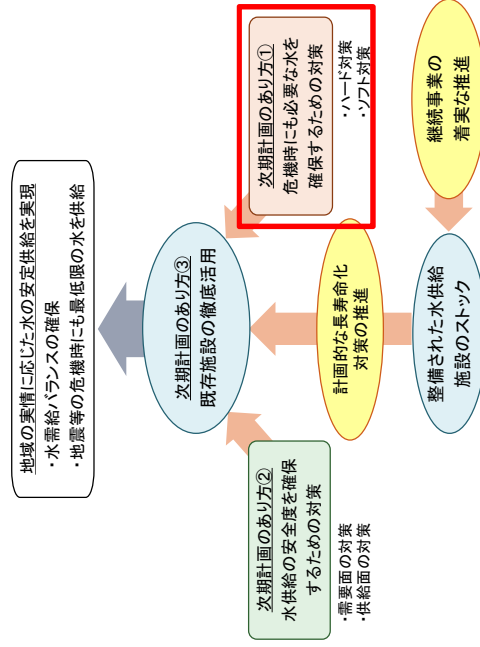 地域の実情に応じた水の安定供給を実現
・水需給バランスの確保
・地震等の危機時にも最低限の水を供給
次期計画のあり方③
既存施設の徹底活用
次期計画のあり方②
水供給の安全度を確保
するための対策
・需要面の対策
・供給面の対策
次期計画のあり方①
危機時にも必要な水を
確保するための対策
・ハード対策
・ソフト対策
計画的な長寿命化
対策の推進
整備された水供給
施設のストック
継続事業の
着実な推進